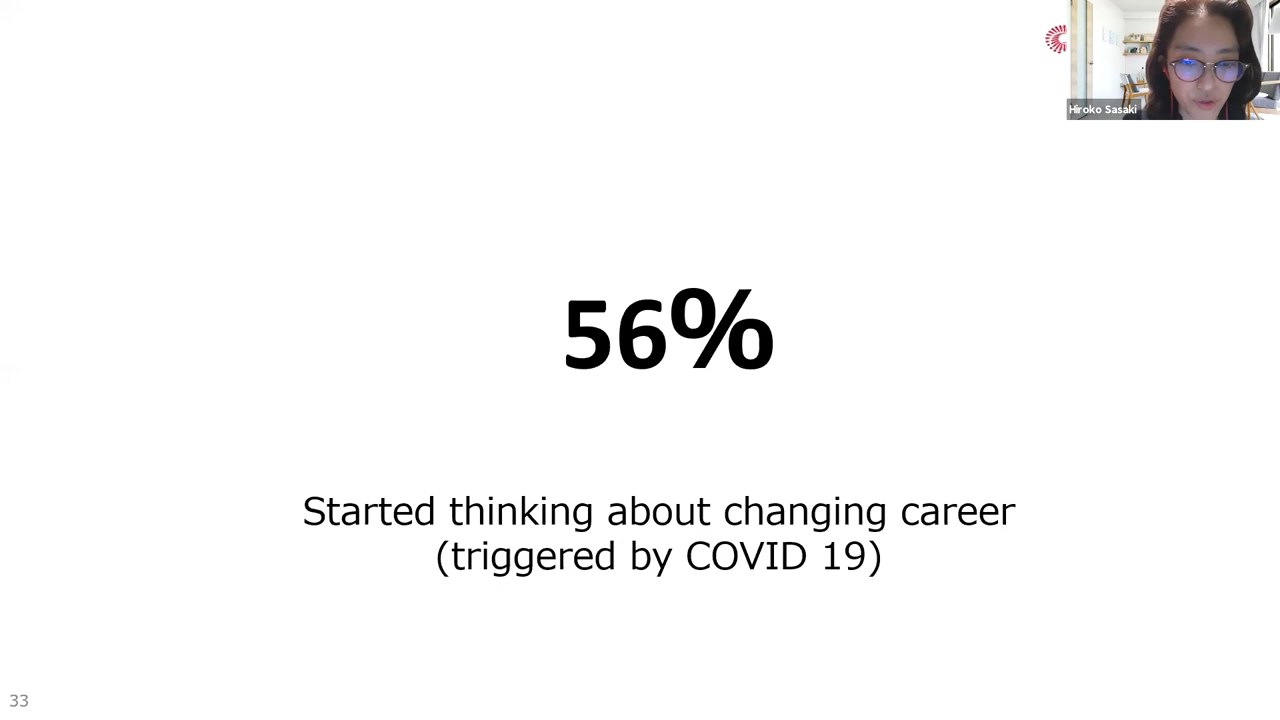 Hiroko Sasaki
56%
Started thinking about changing career
(triggered by COVID 19)
33